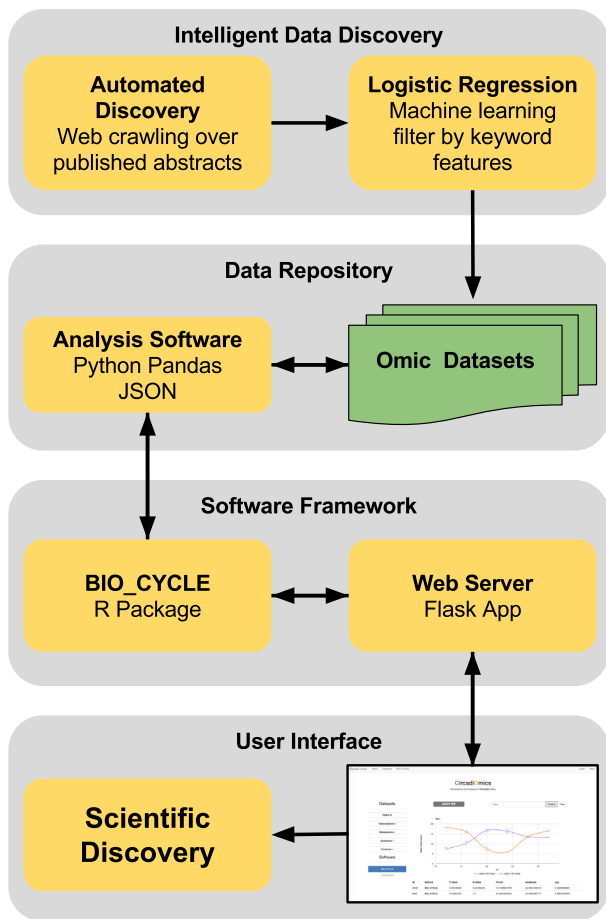 Intelligent Data Discovery
Automated
Discovery
Web crawling over
published abstracts
Logistic Regression
Machine learning
filter by keyword
features
Data Repository
Analysis Software
Python Pandas
JSON
Omic Datasets
Software Framework
BIO_CYCLE
R Package
Web Server
Flask App
User Interface
Scientific
Discovery
CircadiOmics
Datasets
Software